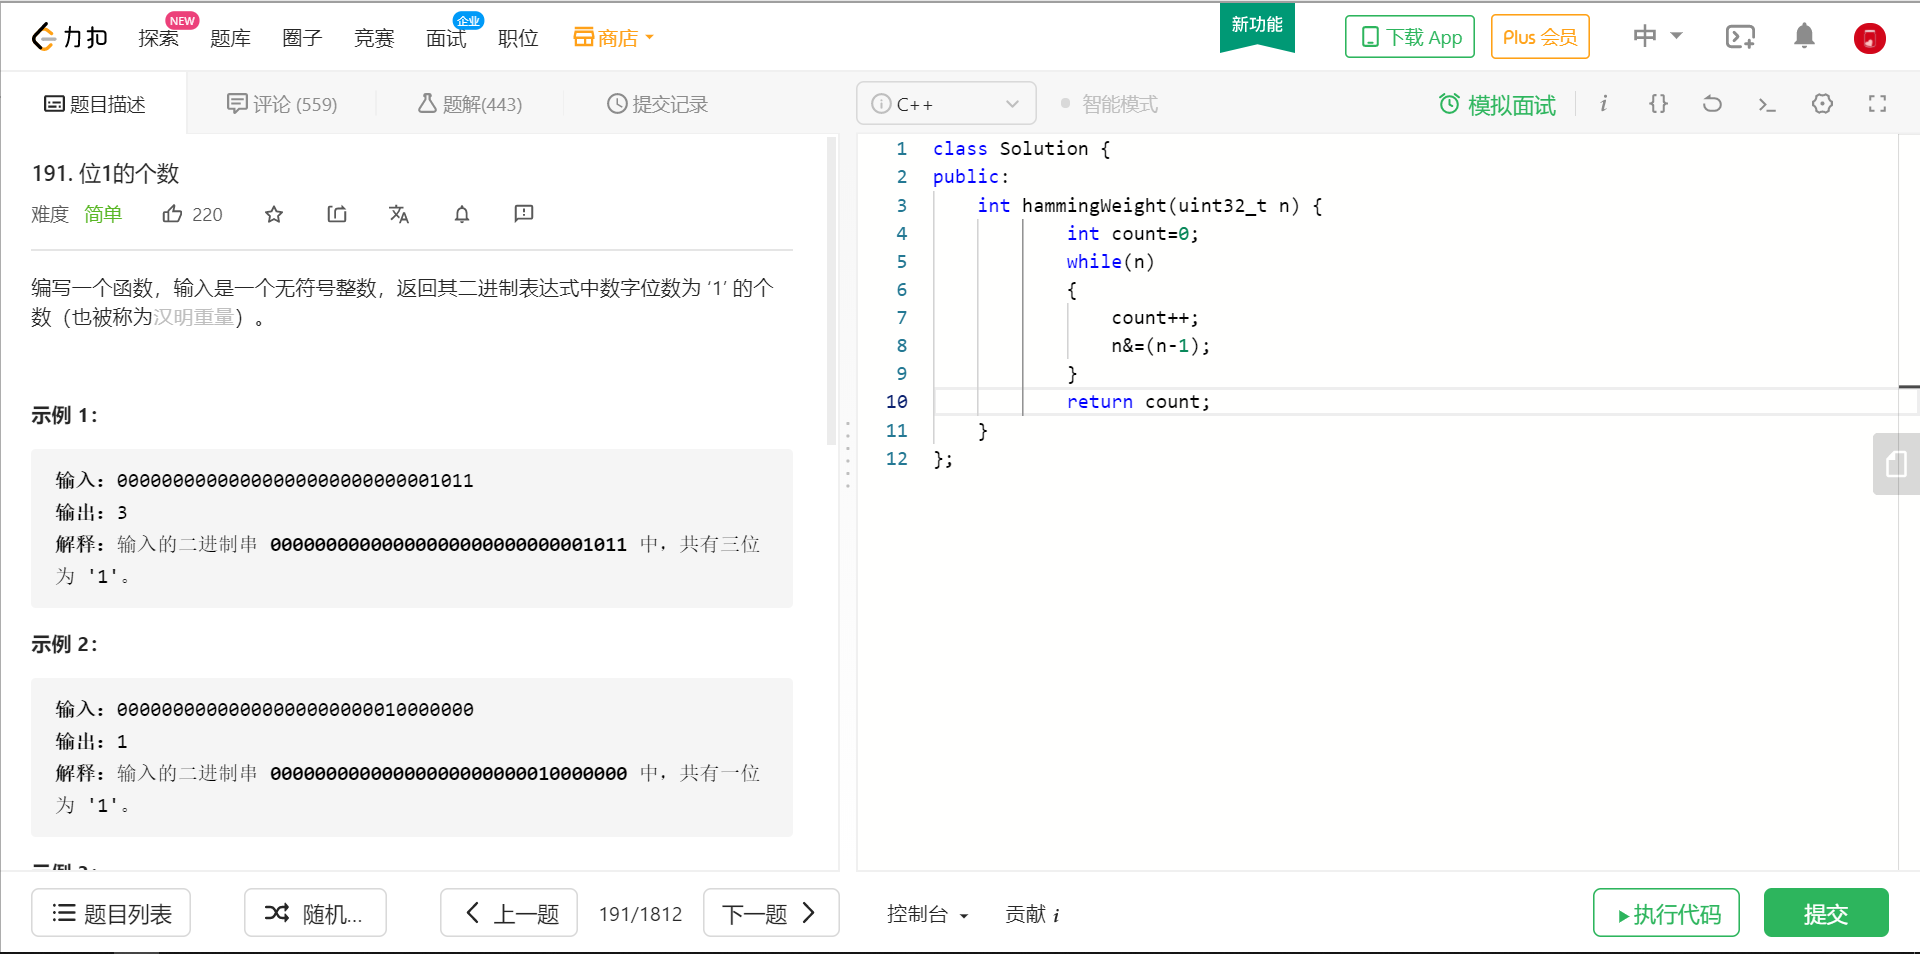 力扣
探索
NEW
题库
圈子
竞赛
面试
企业
职位
商店
新功能
下载 App
Plus 会员
中
题目描述
评论 (559)
题解(443)
提交记录
C++
智能模式
模拟面试
191. 位1的个数
难度 简单 220
编写一个函数，输入是一个无符号整数，返回其二进制表达式中数字位数为 ‘1’ 的个
数（也被称为汉明重量）。
示例 1：
输入：00000000000000000000000000001011
输出：3
解释：输入的二进制串 00000000000000000000000000001011 中，共有三位
为 '1'。
示例 2：
输入：00000000000000000000000010000000
输出：1
解释：输入的二进制串 00000000000000000000000010000000 中，共有一位
为 '1'。
1 class Solution {
2 public:
3 int hammingWeight(uint32_t n) {
4 int count=0;
5 while(n)
6 {
7 count++;
8 n&=(n-1);
9 }
10 return count;
11 }
12 };
题目列表
随机...
上一题
191/1812
下一题
控制台
贡献 i
执行代码
提交